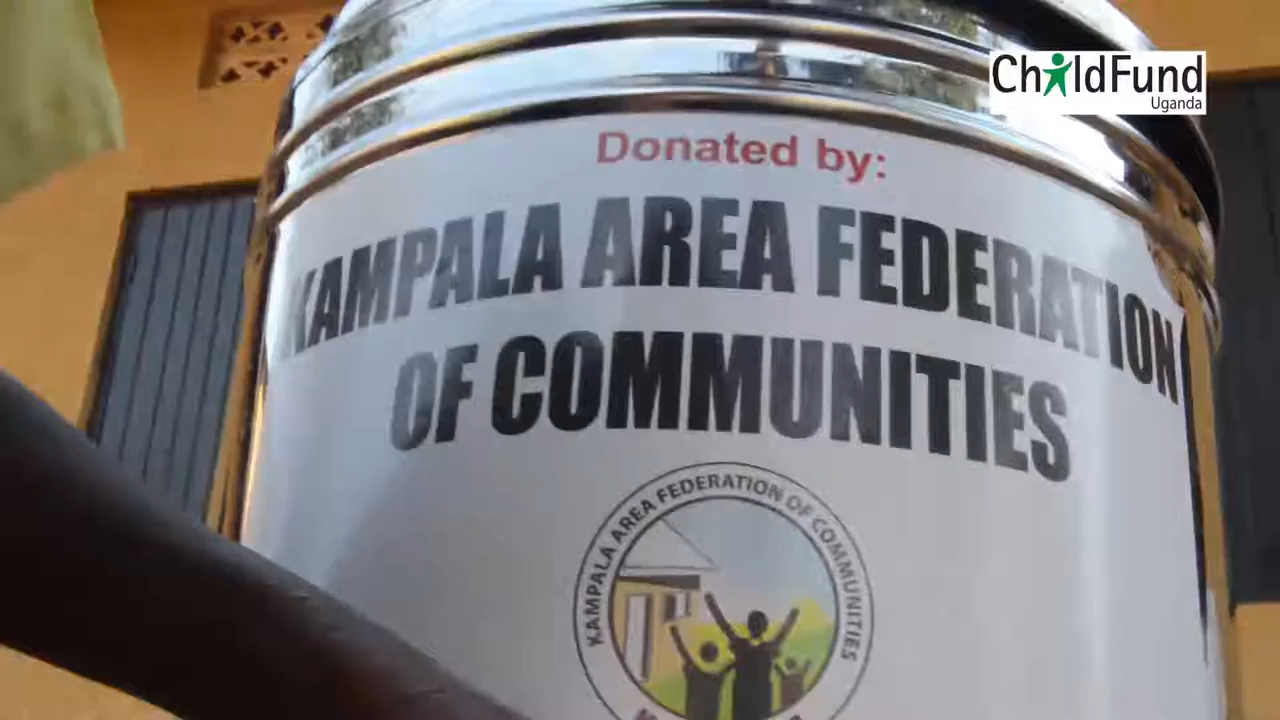 ChildFund
Uganda
Donated by:
KAMPALA AREA FEDERATION
OF COMMUNITIES
KAMPALA AREA FEDERATION OF COMMUNITIES